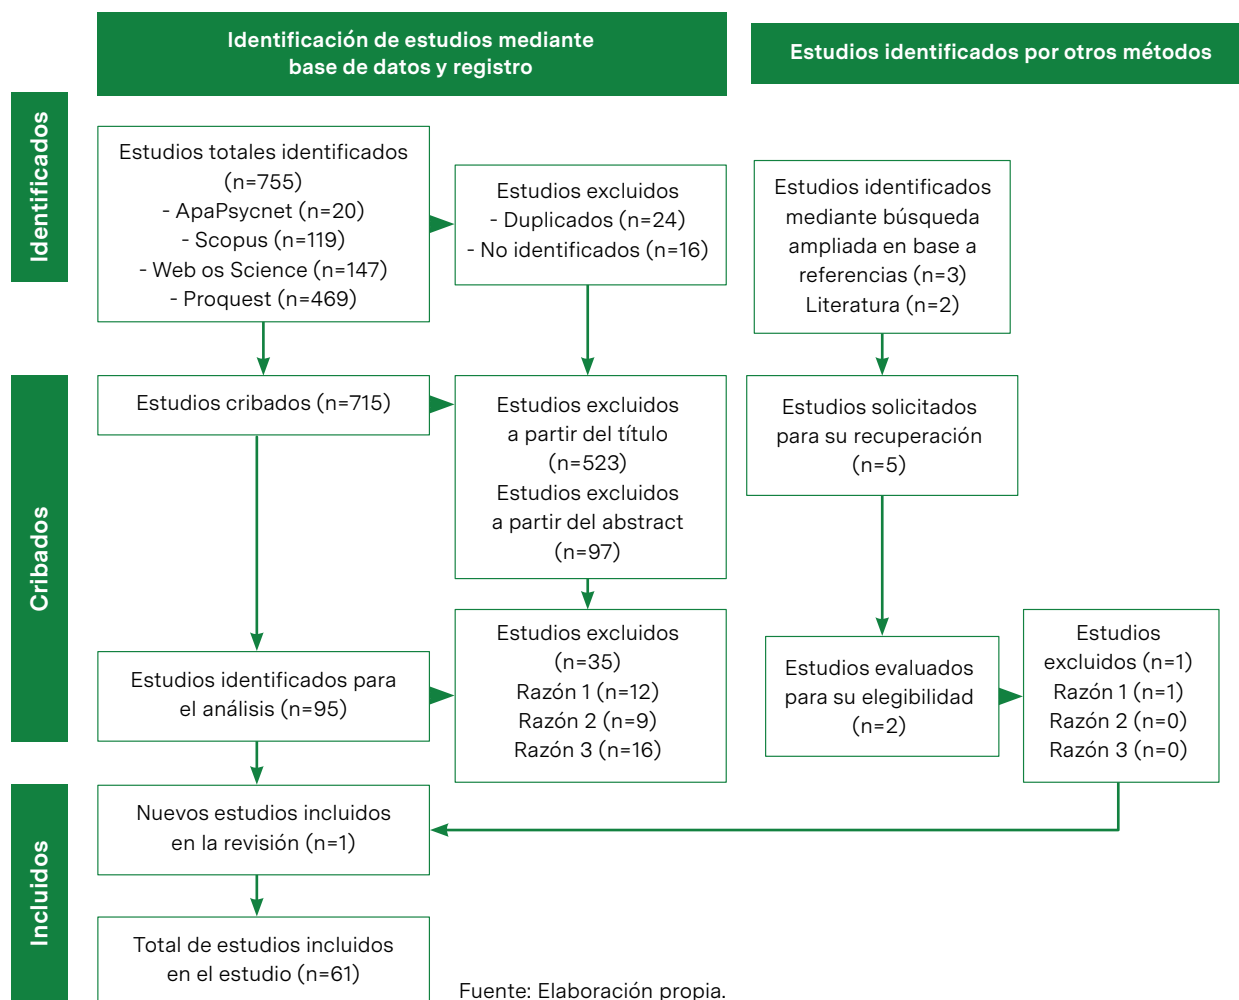 Identificación de estudios mediante
base de datos y registro
Estudios identificados por otros métodos
Identificados
Estudios totales identificados
(n=755)
- ApaPsycnet (n=20)
- Scopus (n=119)
- Web os Science (n=147)
- Proquest (n=469)
Estudios excluidos
- Duplicados (n=24)
- No identificados (n=16)
Estudios identificados
mediante búsqueda
ampliada en base a
referencias (n=3)
Literatura (n=2)
Cribados
Estudios cribados (n=715)
Estudios excluidos
a partir del título
(n=523)
Estudios excluidos
a partir del abstract
(n=97)
Estudios solicitados
para su recuperación
(n=5)
Estudios identificados para
el análisis (n=95)
Estudios excluidos
(n=35)
Razón 1 (n=12)
Razón 2 (n=9)
Razón 3 (n=16)
Estudios evaluados
para su elegibilidad
(n=2)
Estudios
excluidos (n=1)
Razón 1 (n=1)
Razón 2 (n=0)
Razón 3 (n=0)
Incluidos
Nuevos estudios incluidos
en la revisión (n=1)
Total de estudios incluidos
en el estudio (n=61)
Fuente: Elaboración propia.